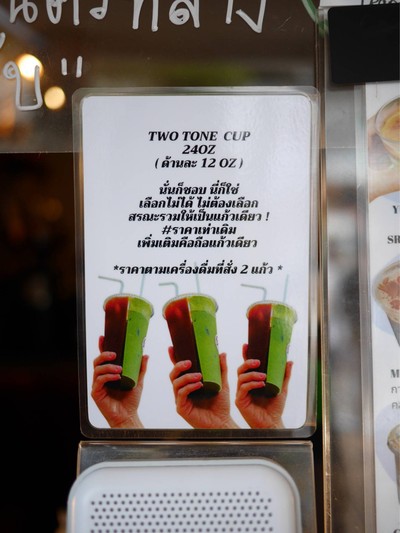 TWO TONE CUP
24OZ
( ด้านละ 12 OZ )
นั่นก็ชอบ นี่ก็ใช่
เลือกไม่ได้ ไม่ต้องเลือก
สรณะรวมให้เป็นแก้วเดียว !
#ราคาเท่าเดิม
เพิ่มเติมคือถือแก้วเดียว
*ราคาตามเครื่องดื่มที่สั่ง 2 แก้ว *